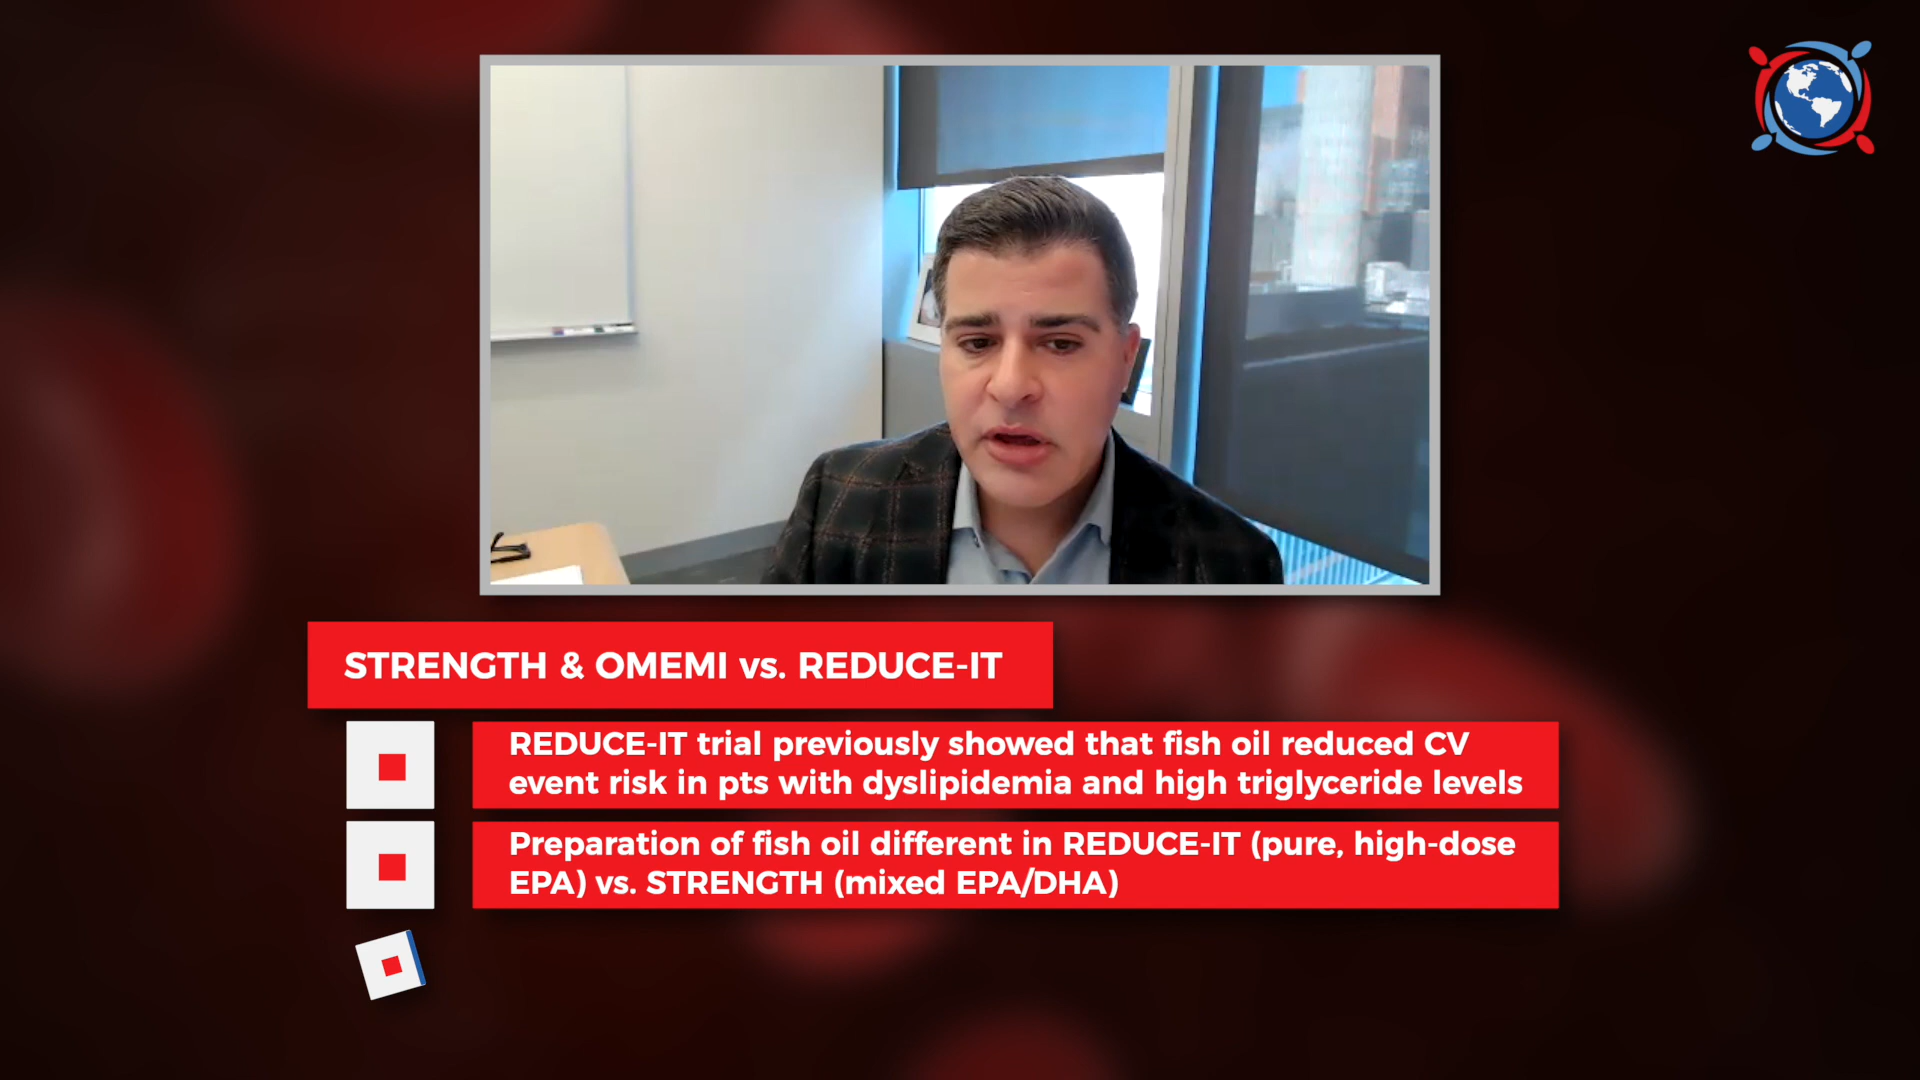 STRENGTH & OMEMI vs. REDUCE-IT
REDUCE-IT trial previously showed that fish oil reduced CV
event risk in pts with dyslipidemia and high triglyceride levels
Preparation of fish oil different in REDUCE-IT (pure, high-dose
EPA) vs. STRENGTH (mixed EPA/DHA)